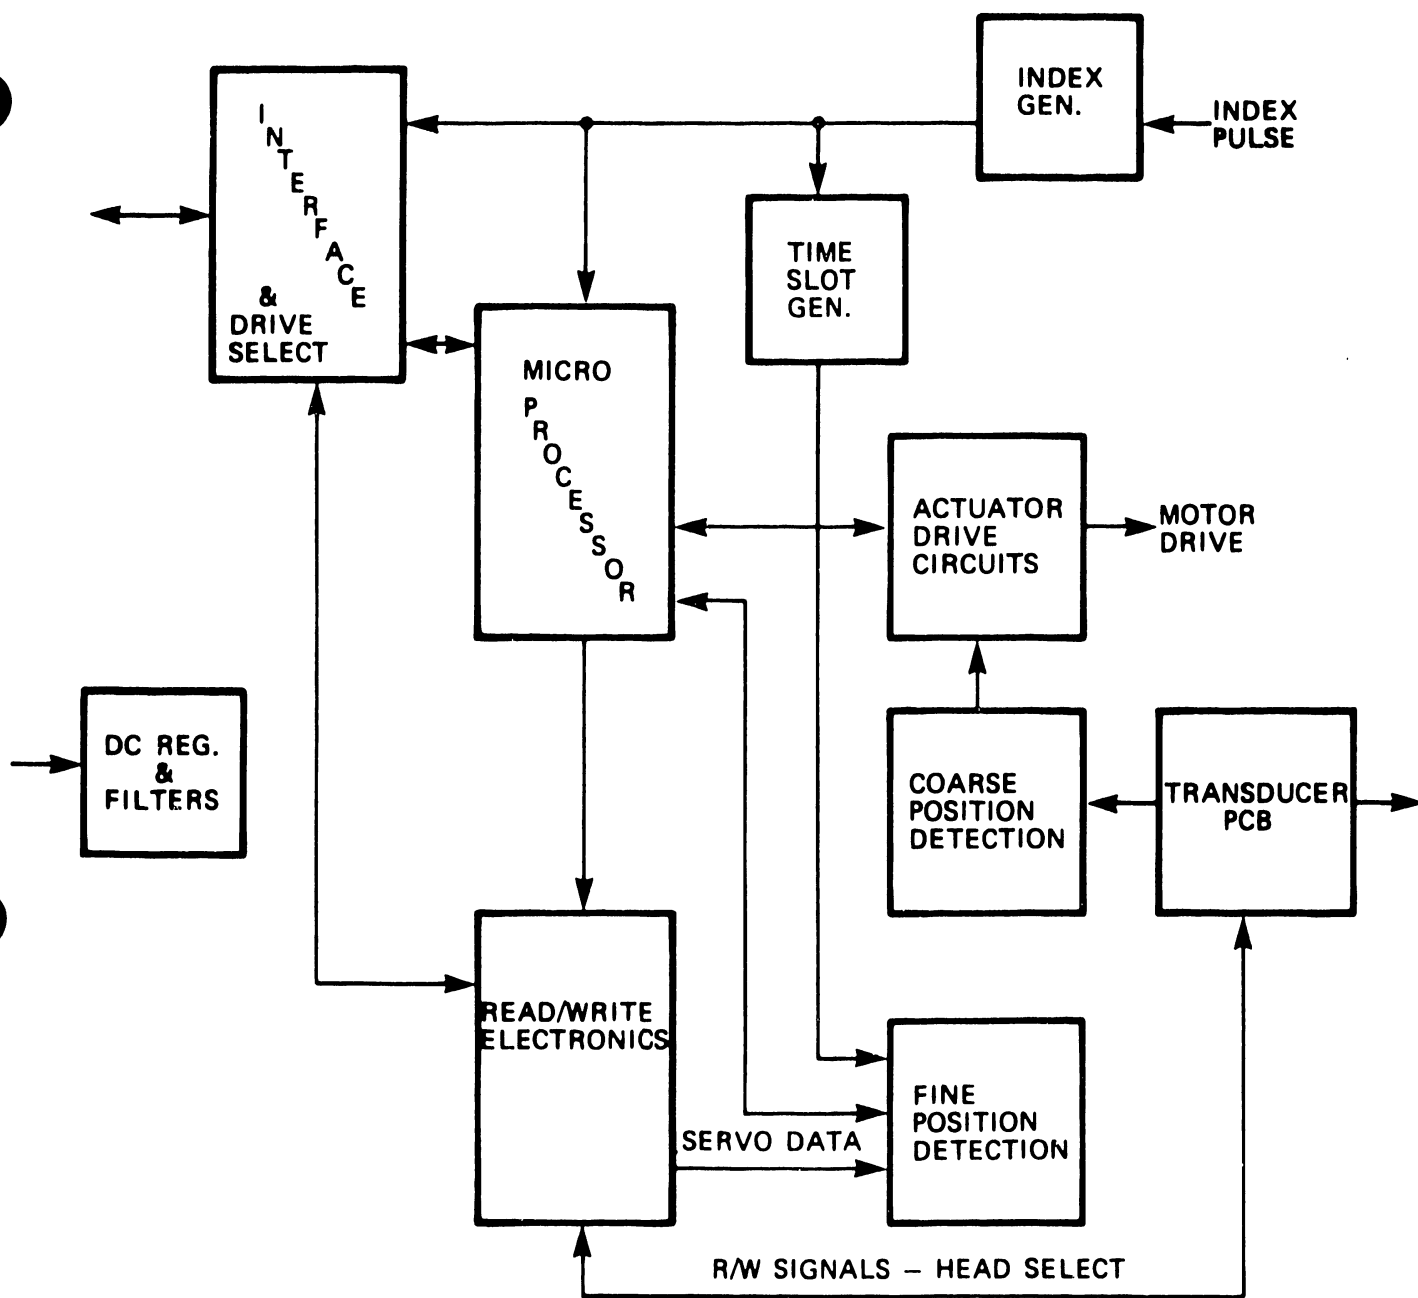 INDEX
GEN.
INDEX
PULSE
INTERFACE
&
DRIVE
SELECT
TIME
SLOT
GEN.
MICRO
PROCESSOR
ACTUATOR
DRIVE
CIRCUITS
MOTOR
DRIVE
DC REG.
&
FILTERS
COARSE
POSITION
DETECTION
TRANSDUCER
PCB
READ/WRITE
ELECTRONICS
FINE
POSITION
DETECTION
SERVO DATA
R/W SIGNALS – HEAD SELECT